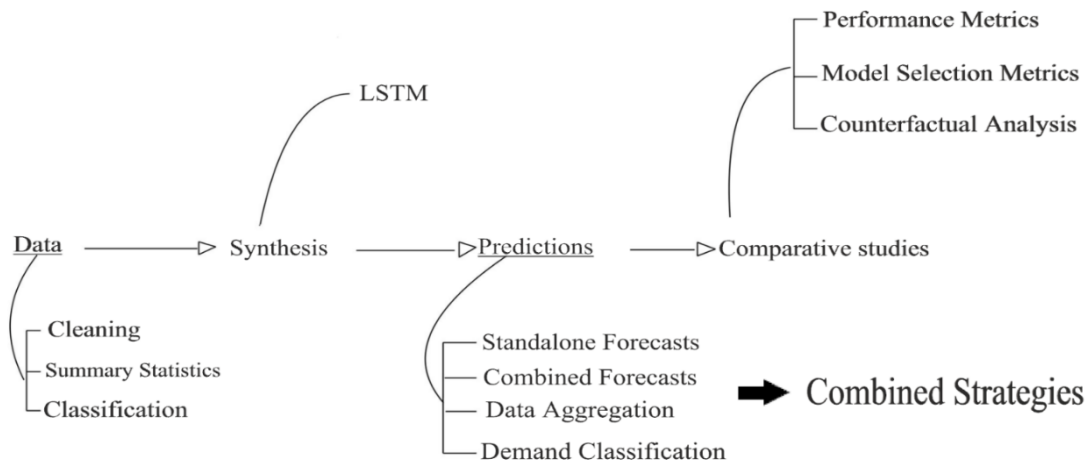 Performance Metrics
Model Selection Metrics
Counterfactual Analysis
LSTM
Data
Synthesis
Predictions
Comparative studies
Cleaning
Summary Statistics
Classification
Standalone Forecasts
Combined Forecasts
Data Aggregation
Demand Classification
Combined Strategies